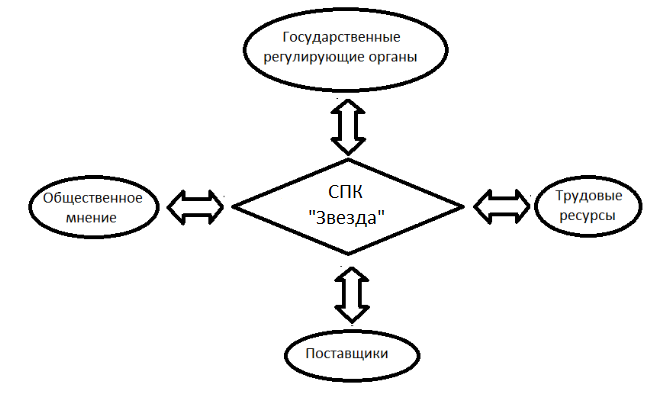 Государственные
регулирующие органы
Общественное
мнение
СПК
"Звезда"
Трудовые
ресурсы
Поставщики